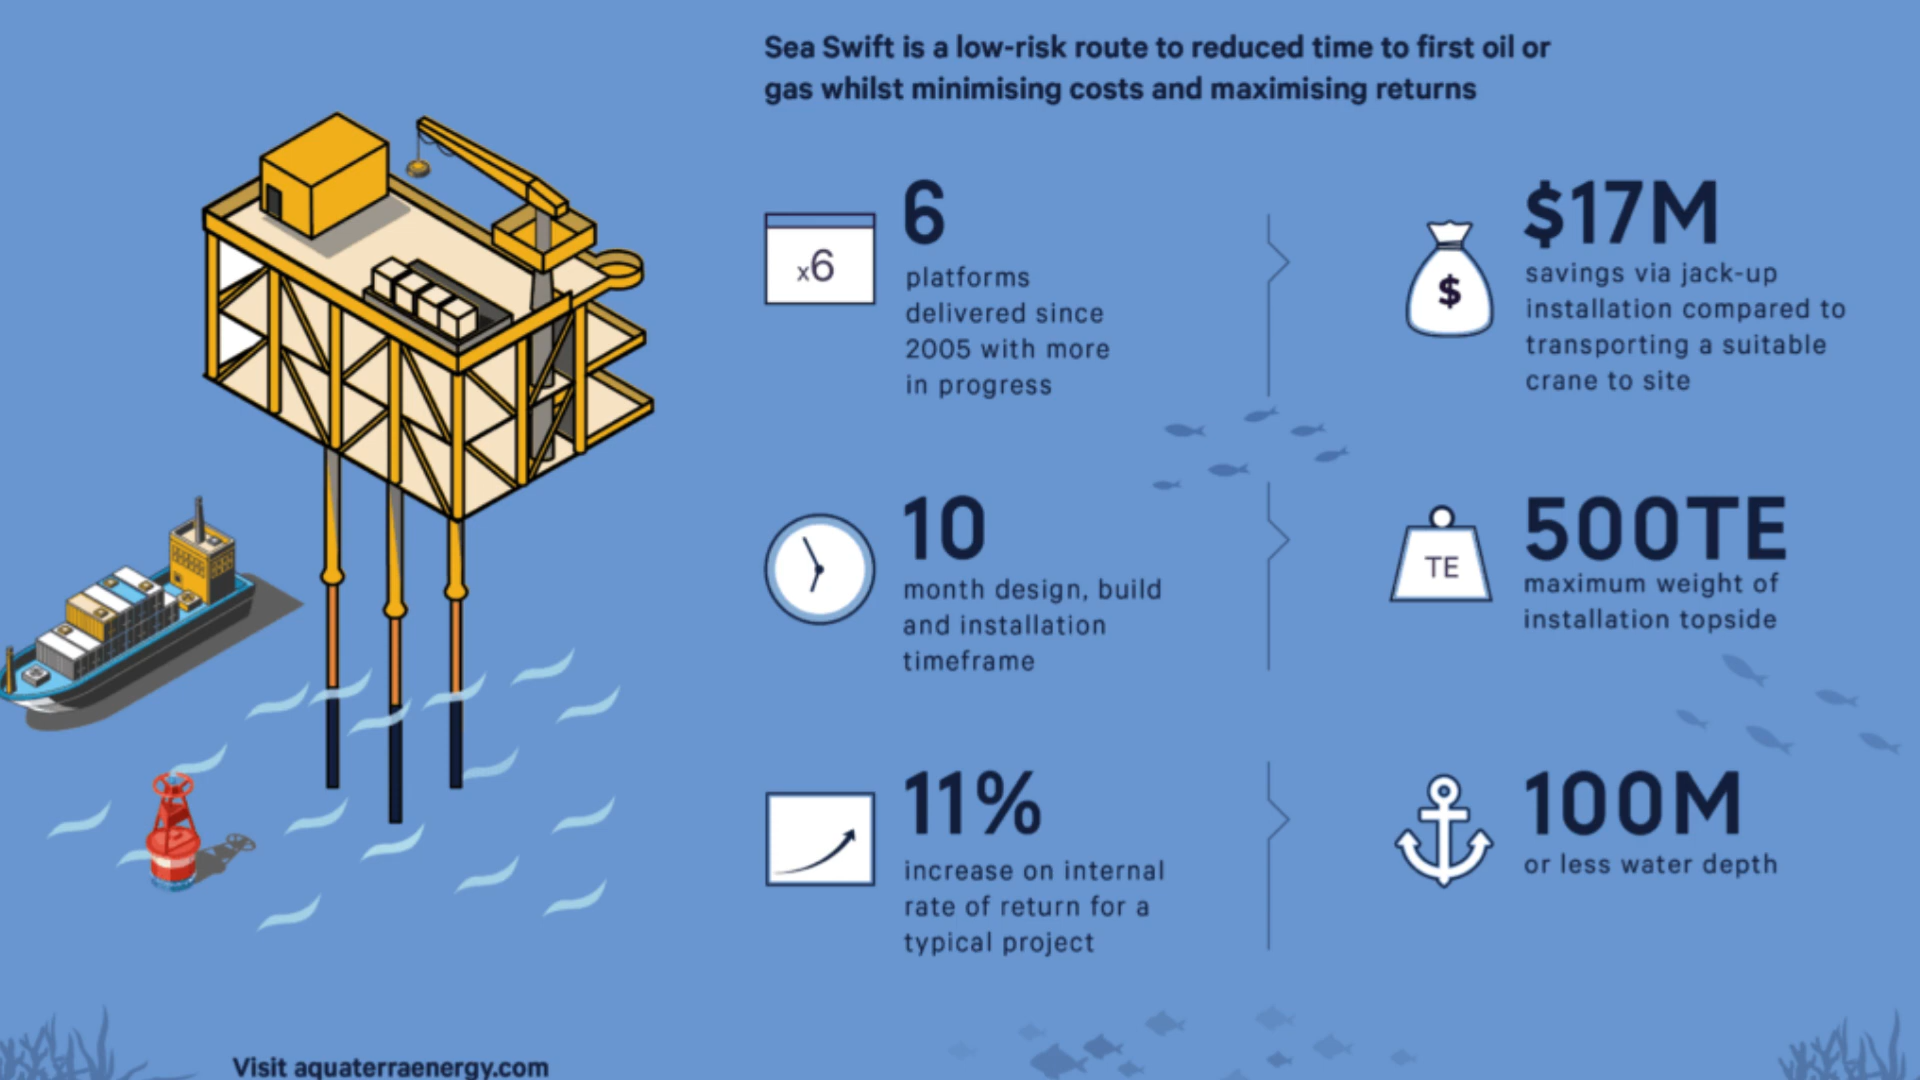 Sea Swift is a low-risk route to reduced time to first oil or
gas whilst minimising costs and maximising returns
x6
6
platforms
delivered since
2005 with more
in progress
$
$17M
savings via jack-up
installation compared to
transporting a suitable
crane to site
10
month design, build
and installation
timeframe
TE
500TE
maximum weight of
installation topside
11%
increase on internal
rate of return for a
typical project
100M
or less water depth
Visit aquaterraenergy.com